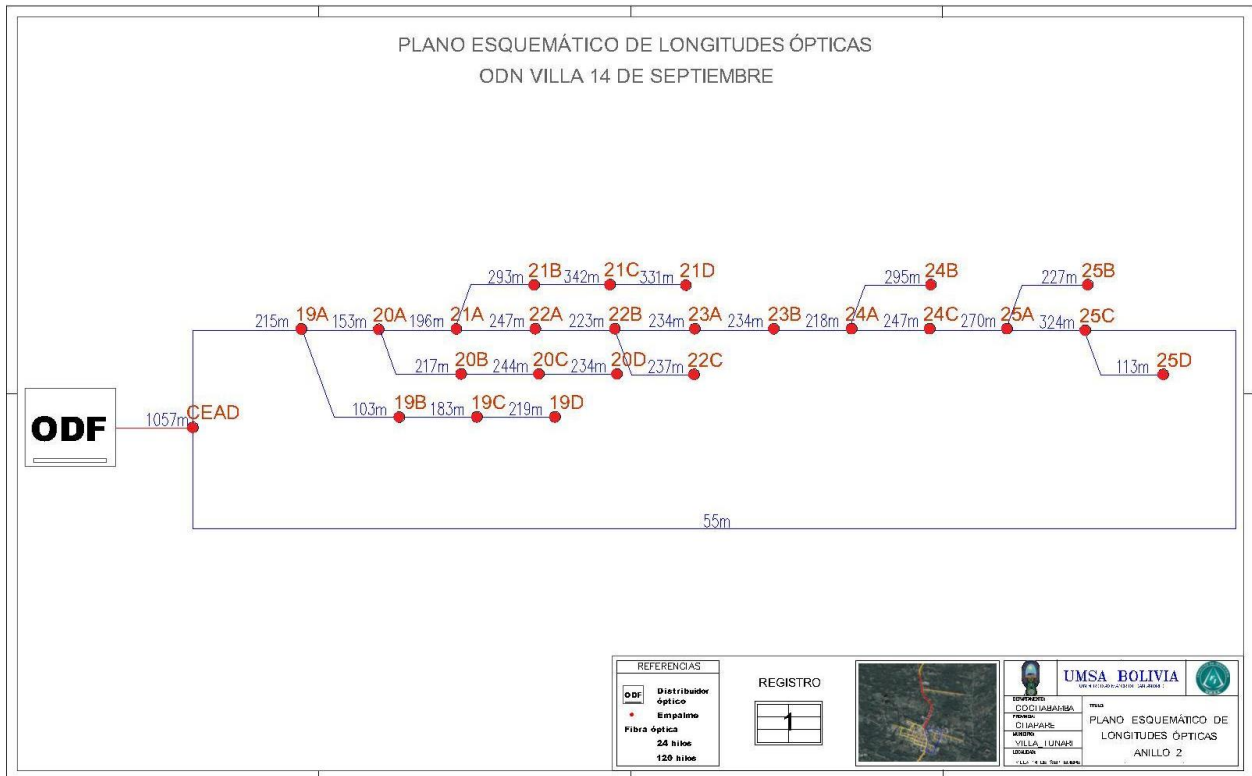 PLANO ESQUEMÁTICO DE LONGITUDES ÓPTICAS
ODN VILLA 14 DE SEPTIEMBRE
293m 21B 342m 21C 331m 21D 295m 24B 227m 25B
215m 19A 153m 20A 196m 21A 247m 22A 223m 22B 234m 23A 234m 23B 218m 24A 247m 24C 270m 25A 324m 25C
217m 20B 244m 20C 234m 20D 237m 22C 113m 25D
103m 19B 183m 19C 219m 19D
ODF 1057m CEAD
55m
REFERENCIAS
ODF Distribuidor
óptico
Empalme
Fibra óptica
24 hilos
120 hilos
REGISTRO
1
UMSA BOLIVIA
COCHABAMBA
CHAPARE
VILLA TUNARI
PLANO ESQUEMÁTICO DE
LONGITUDES ÓPTICAS
ANILLO 2